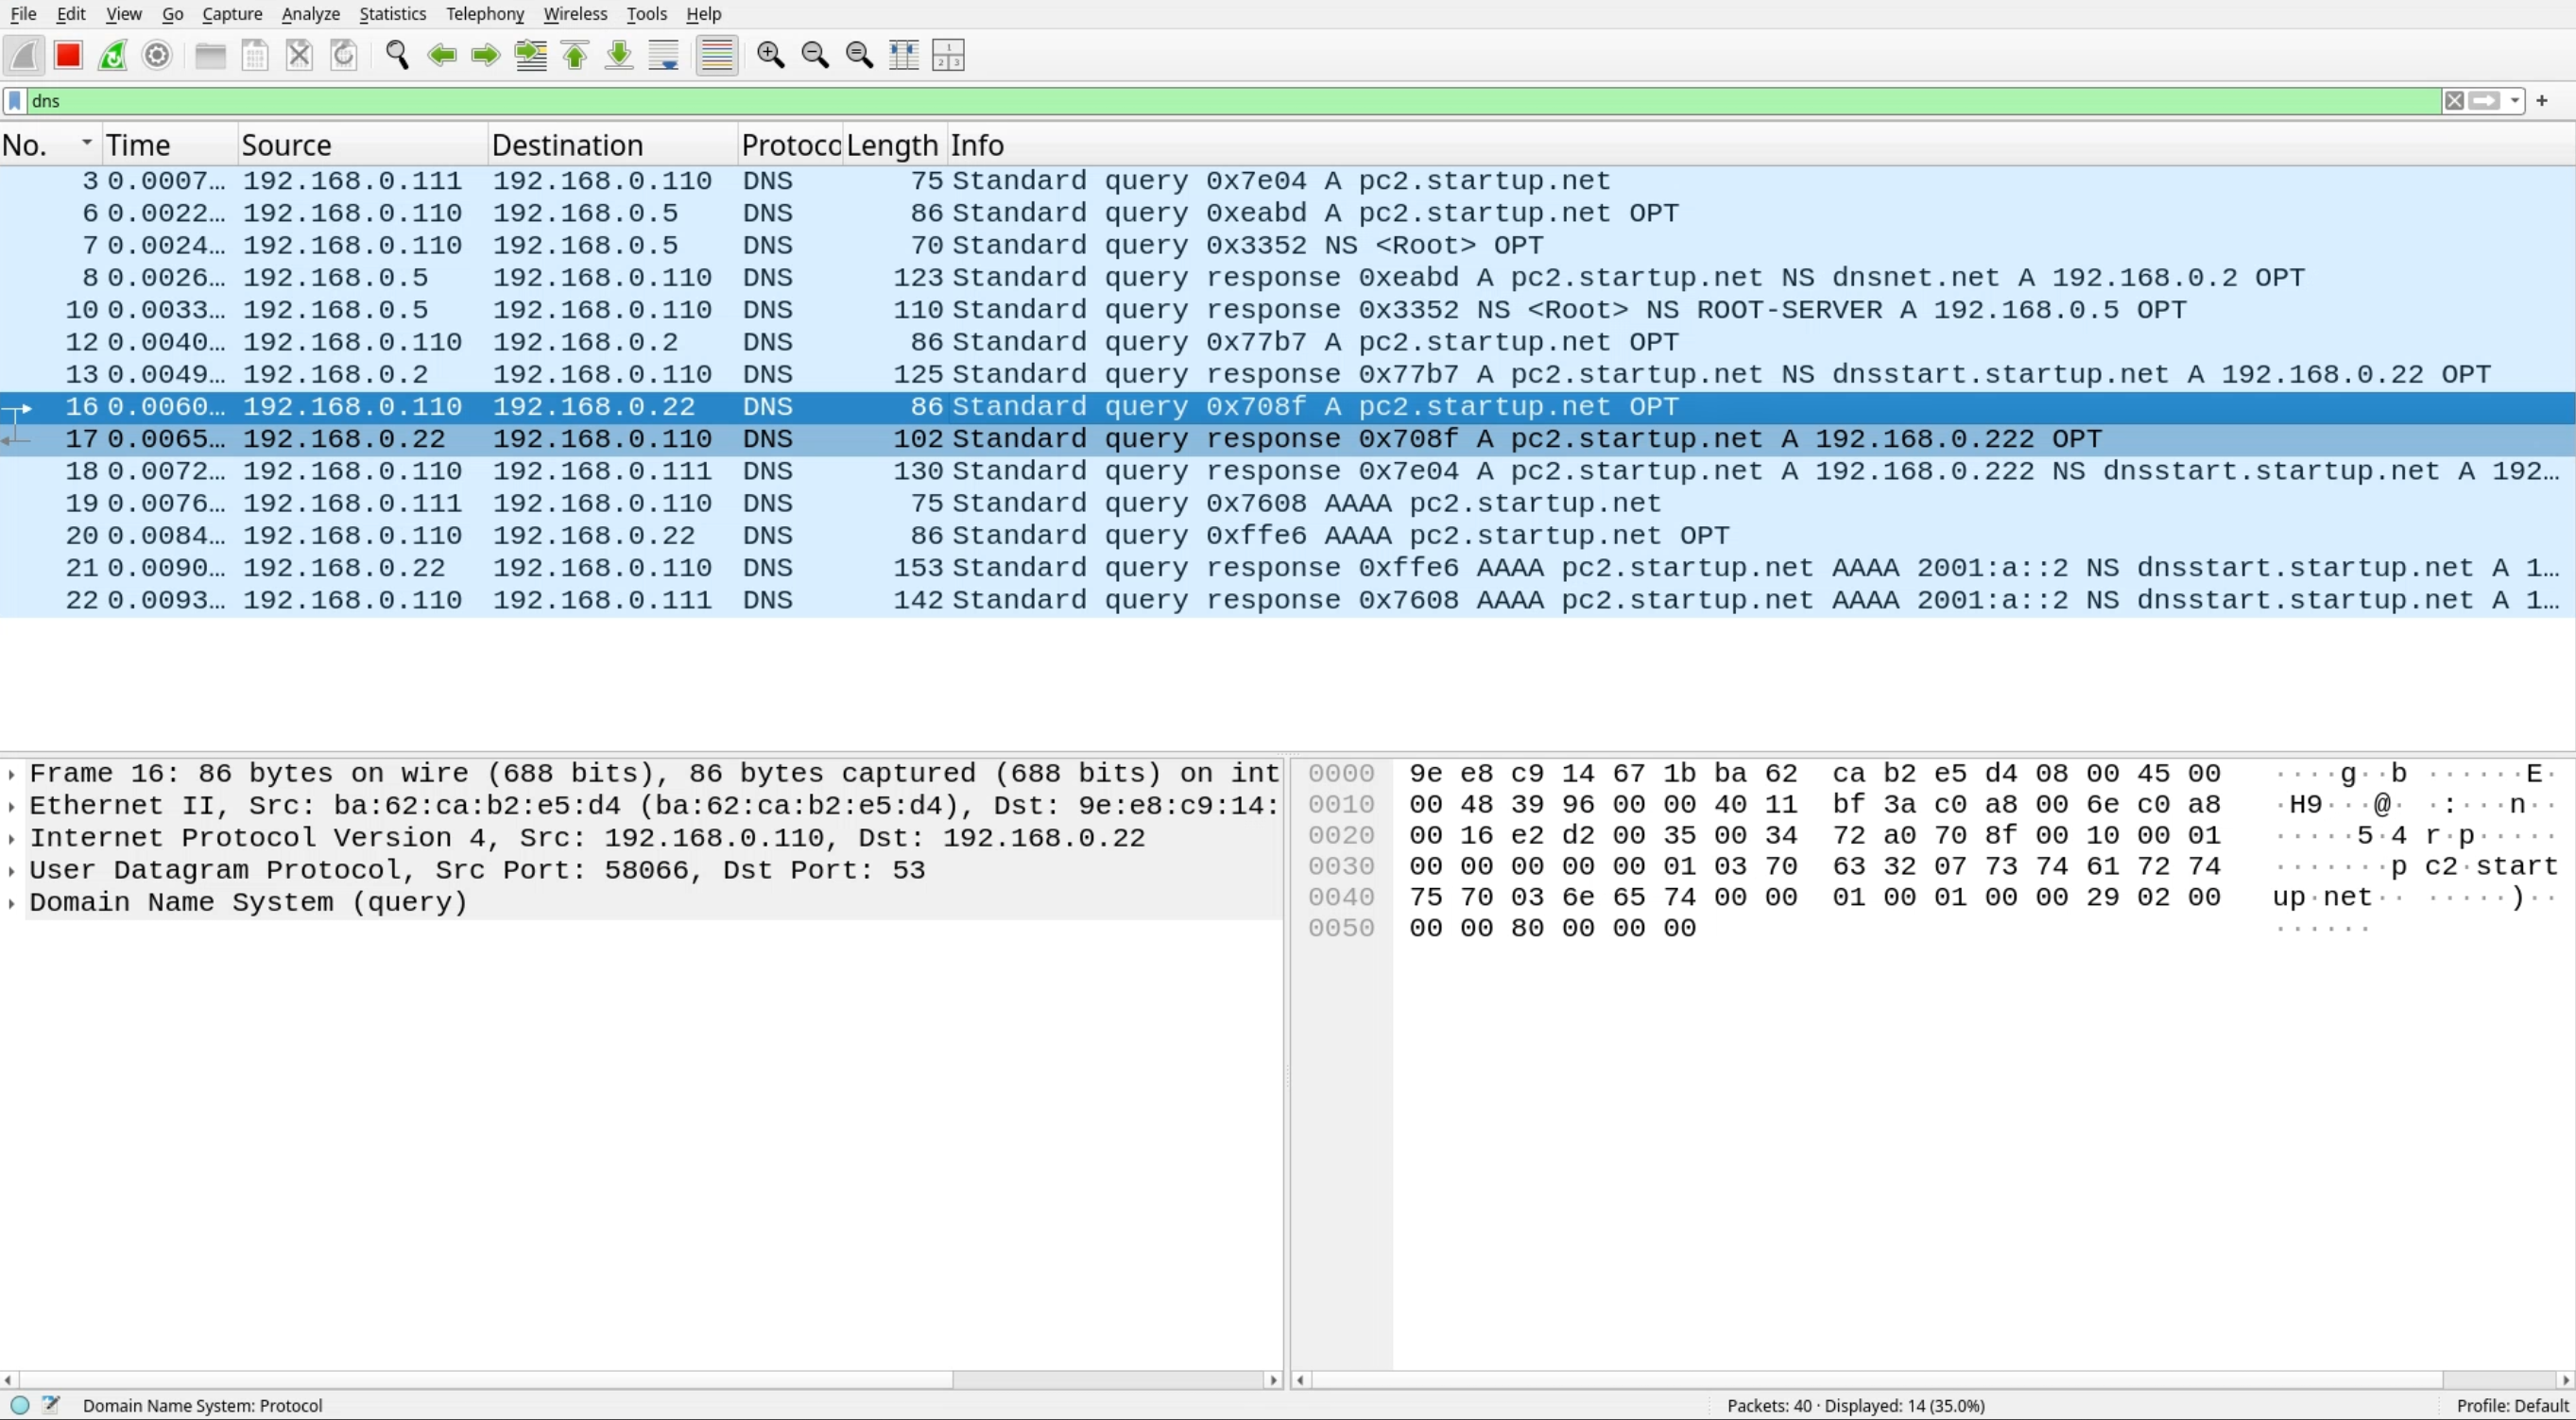 File Edit View Go Capture Analyze Statistics Telephony Wireless Tools Help
dns
No. Time Source Destination Protoco Length Info
3 0.0007… 192.168.0.111 192.168.0.110 DNS 75 Standard query 0x7e04 A pc2.startup.net
6 0.0022… 192.168.0.110 192.168.0.5 DNS 86 Standard query 0xeabd A pc2.startup.net OPT
7 0.0024… 192.168.0.110 192.168.0.5 DNS 70 Standard query 0x3352 NS <Root> OPT
8 0.0026… 192.168.0.5 192.168.0.110 DNS 123 Standard query response 0xeabd A pc2.startup.net NS dnsnet.net A 192.168.0.2 OPT
10 0.0033… 192.168.0.5 192.168.0.110 DNS 110 Standard query response 0x3352 NS <Root> NS ROOT-SERVER A 192.168.0.5 OPT
12 0.0040… 192.168.0.110 192.168.0.2 DNS 86 Standard query 0x77b7 A pc2.startup.net OPT
13 0.0049… 192.168.0.2 192.168.0.110 DNS 125 Standard query response 0x77b7 A pc2.startup.net NS dnsstart.startup.net A 192.168.0.22 OPT
16 0.0060… 192.168.0.110 192.168.0.22 DNS 86 Standard query 0x708f A pc2.startup.net OPT
17 0.0065… 192.168.0.22 192.168.0.110 DNS 102 Standard query response 0x708f A pc2.startup.net A 192.168.0.222 OPT
18 0.0072… 192.168.0.110 192.168.0.111 DNS 130 Standard query response 0x7e04 A pc2.startup.net A 192.168.0.222 NS dnsstart.startup.net A 192…
19 0.0076… 192.168.0.111 192.168.0.110 DNS 75 Standard query 0x7608 AAAA pc2.startup.net
20 0.0084… 192.168.0.110 192.168.0.22 DNS 86 Standard query 0xffe6 AAAA pc2.startup.net OPT
21 0.0090… 192.168.0.22 192.168.0.110 DNS 153 Standard query response 0xffe6 AAAA pc2.startup.net AAAA 2001:a::2 NS dnsstart.startup.net A 1…
22 0.0093… 192.168.0.110 192.168.0.111 DNS 142 Standard query response 0x7608 AAAA pc2.startup.net AAAA 2001:a::2 NS dnsstart.startup.net A 1…
Frame 16: 86 bytes on wire (688 bits), 86 bytes captured (688 bits) on int
Ethernet II, Src: ba:62:ca:b2:e5:d4 (ba:62:ca:b2:e5:d4), Dst: 9e:e8:c9:14:
Internet Protocol Version 4, Src: 192.168.0.110, Dst: 192.168.0.22
User Datagram Protocol, Src Port: 58066, Dst Port: 53
Domain Name System (query)
0000 9e e8 c9 14 67 1b ba 62 ca b2 e5 d4 08 00 45 00 ····g··b ······E·
0010 00 48 39 96 00 00 40 11 bf 3a c0 a8 00 6e c0 a8 ·H9···@· ·:···n··
0020 00 16 e2 d2 00 35 00 34 72 a0 70 8f 00 10 00 01 ·····5·4 r·p·····
0030 00 00 00 00 00 01 03 70 63 32 07 73 74 61 72 74 ·······p c2·start
0040 75 70 03 6e 65 74 00 00 01 00 01 00 00 29 02 00 up·net·· ·····)··
0050 00 00 80 00 00 00 ······
Domain Name System: Protocol Packets: 40 · Displayed: 14 (35.0%) Profile: Default